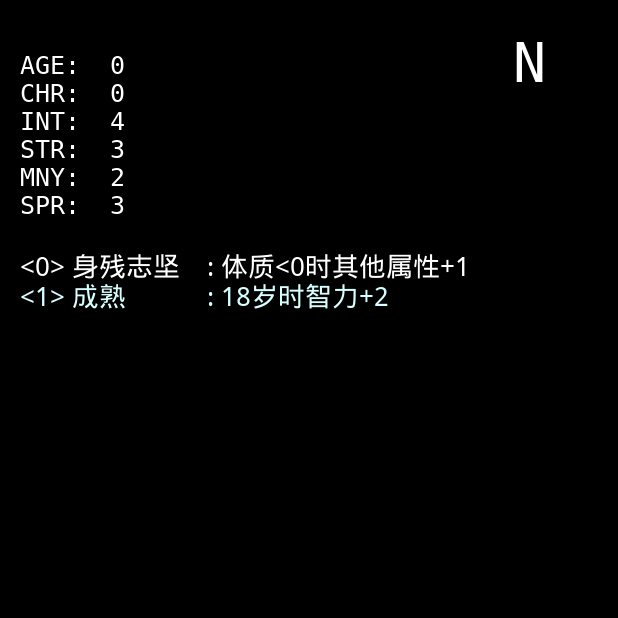 N
AGE: 0
CHR: 0
INT: 4
STR: 3
MNY: 2
SPR: 3
<0> 身残志坚 : 体质<0时其他属性+1
<1> 成熟 : 18岁时智力+2